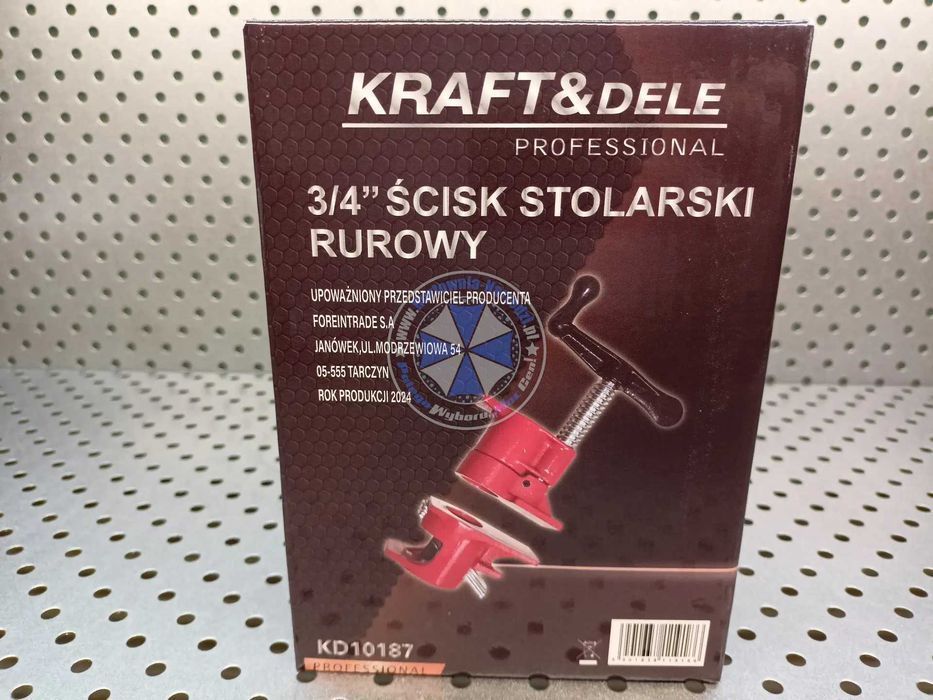 KRAFT&DELE
PROFESSIONAL
3/4” ŚCISK STOLARSKI
RUROWY
UPOWAŻNIONY PRZEDSTAWICIEL PRODUCENTA
FOREINTRADE S.A
JANÓWEK,UL.MODRZEWIOWA 54
05-555 TARCZYN
ROK PRODUKCJI 2024
KD10187
PROFESSIONAL